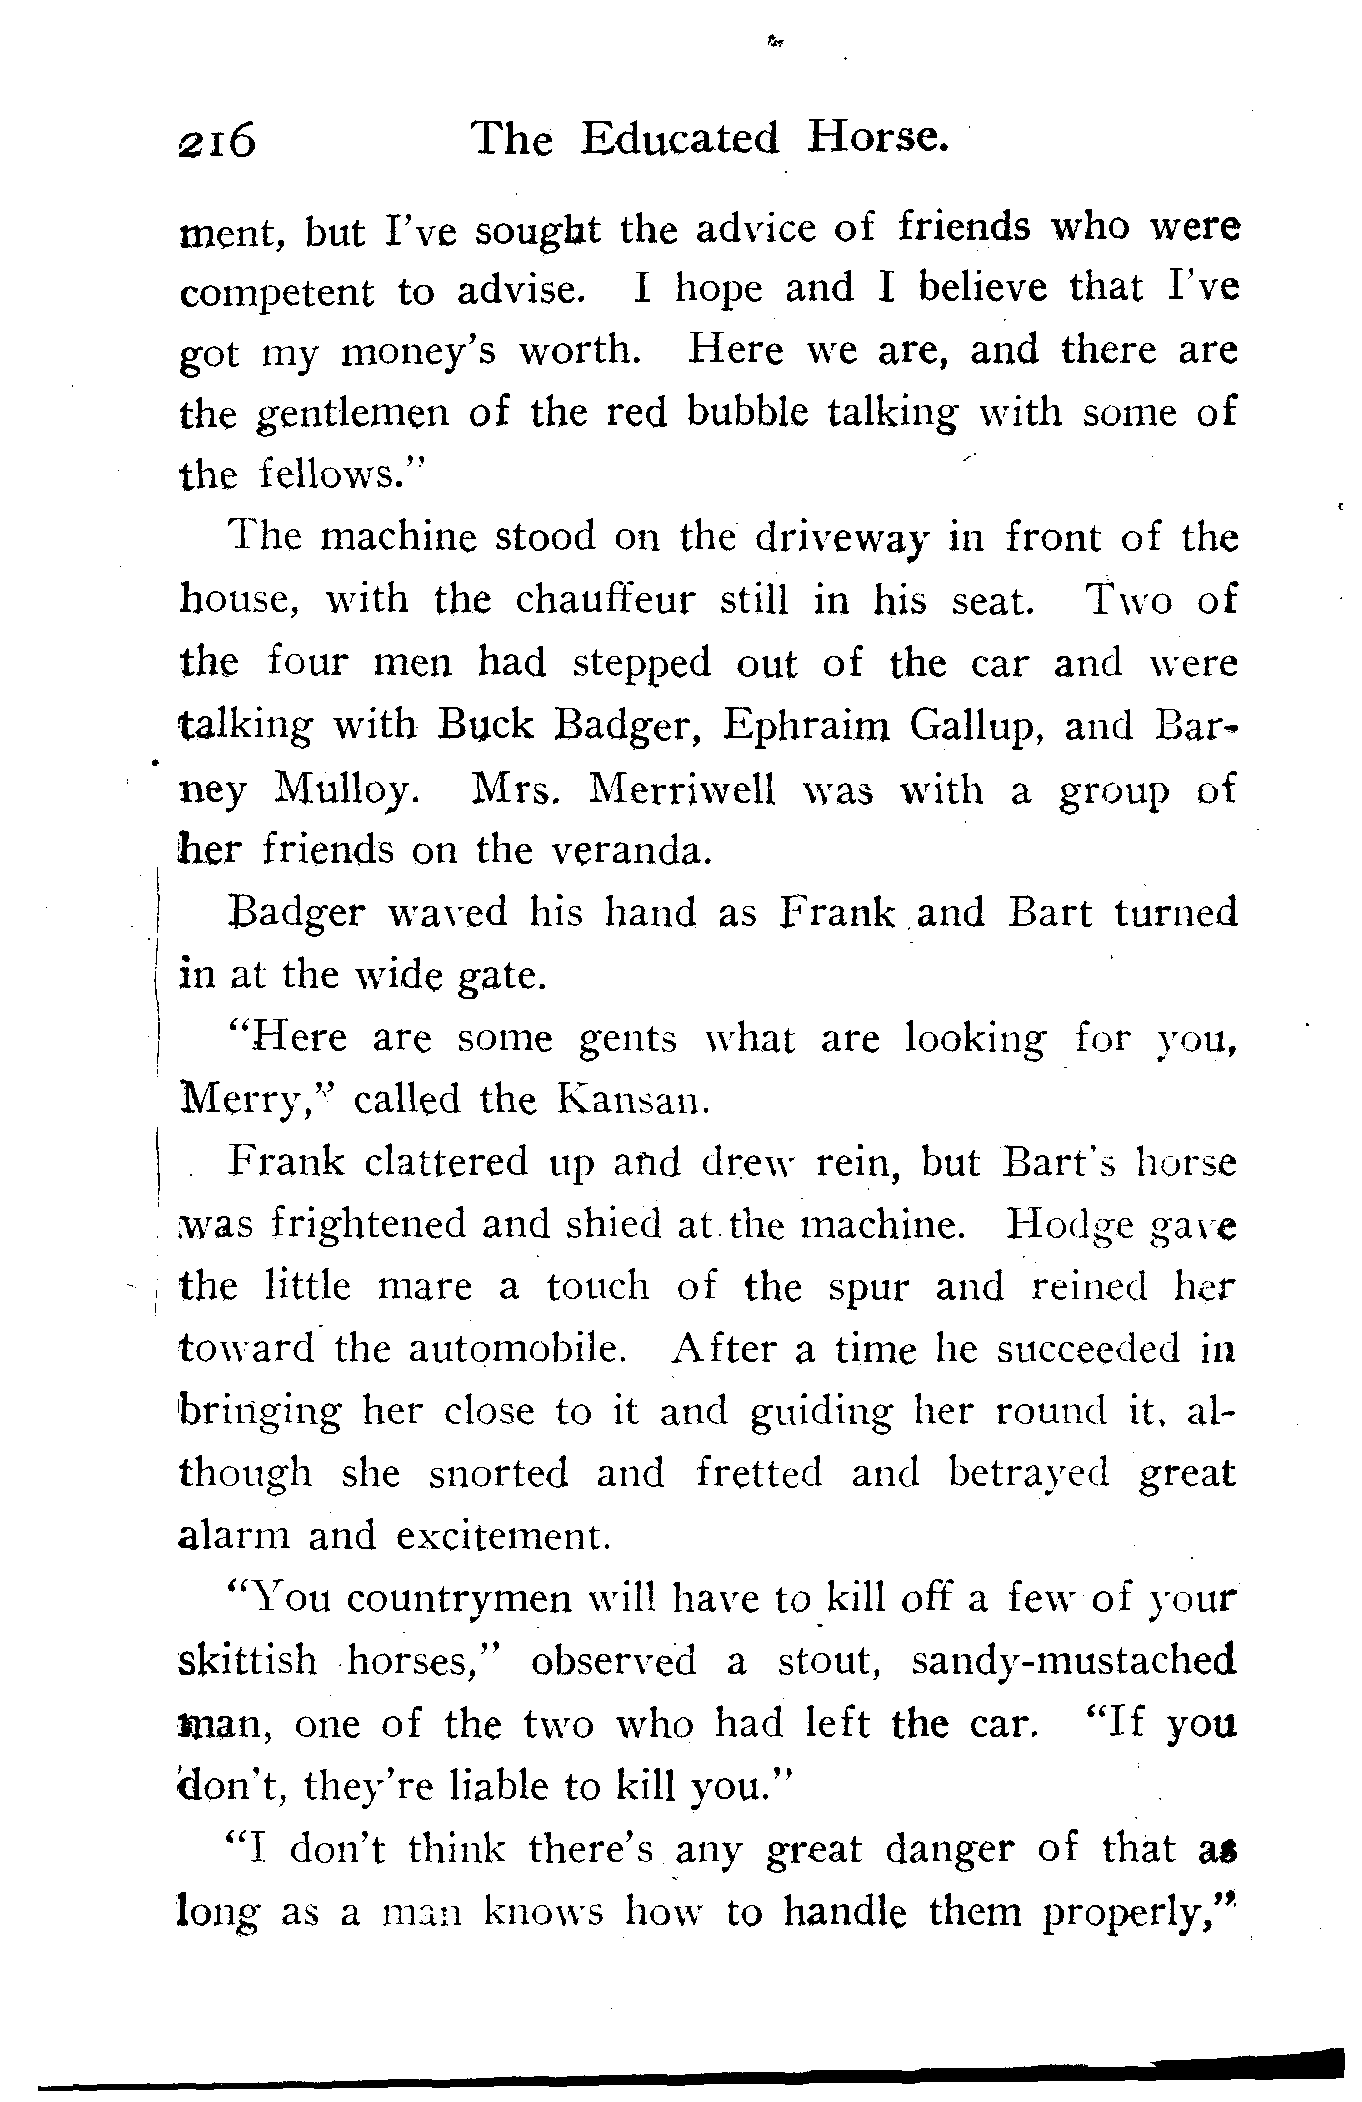 216 The Educated Horse.
ment, but I've sought the advice of friends who were
competent to advise. I hope and I believe that I've
got my money's worth. Here we are, and there are
the gentlemen of the red bubble talking with some of
the fellows."
The machine stood on the driveway in front of the
house, with the chauffeur still in his seat. Two of
the four men had stepped out of the car and were
talking with Buck Badger, Ephraim Gallup, and Bar-
ney Mulloy. Mrs. Merriwell was with a group of
her friends on the veranda.
Badger waved his hand as Frank and Bart turned
in at the wide gate.
"Here are some gents what are looking for you,
Merry," called the Kansan.
Frank clattered up and drew rein, but Bart's horse
was frightened and shied at the machine. Hodge gave
the little mare a touch of the spur and reined her
toward the automobile. After a time he succeeded in
bringing her close to it and guiding her round it, al-
though she snorted and fretted and betrayed great
alarm and excitement.
"You countrymen will have to kill off a few of your
skittish horses," observed a stout, sandy-mustached
man, one of the two who had left the car. "If you
don't, they're liable to kill you."
"I don't think there's any great danger of that as
long as a man knows how to handle them properly,"